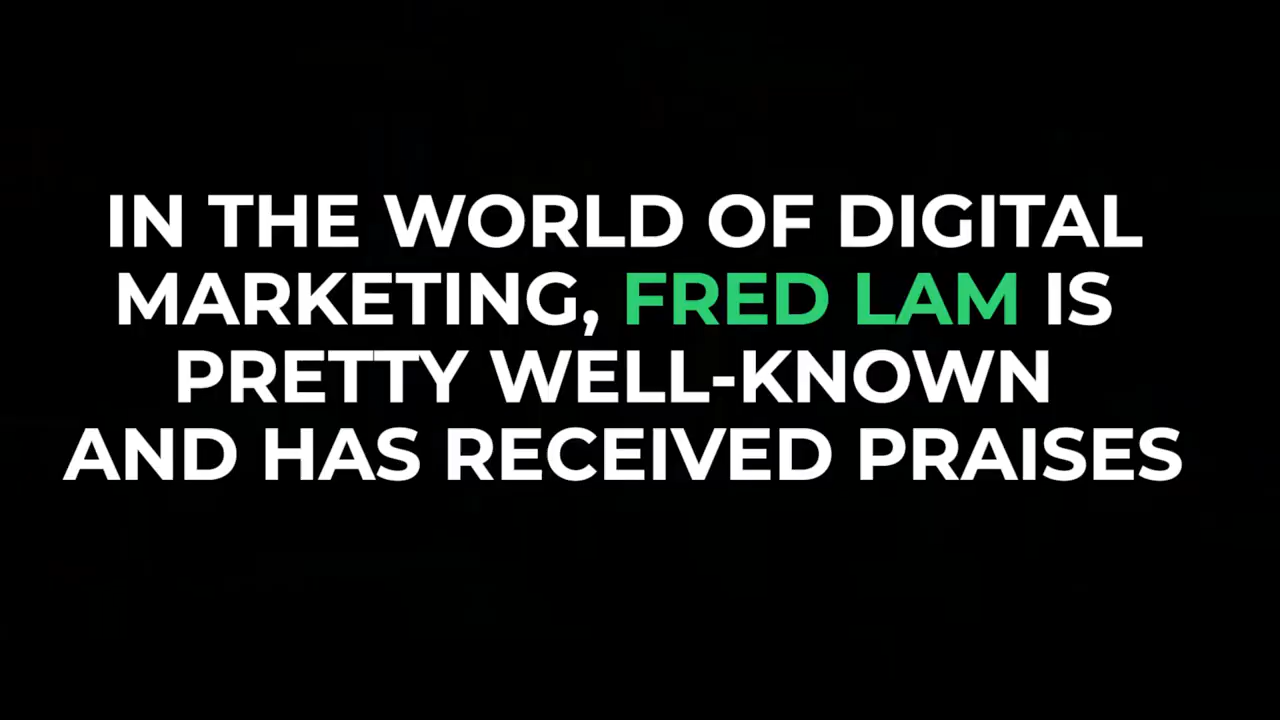 IN THE WORLD OF DIGITAL
MARKETING, FRED LAM IS
PRETTY WELL-KNOWN
AND HAS RECEIVED PRAISES